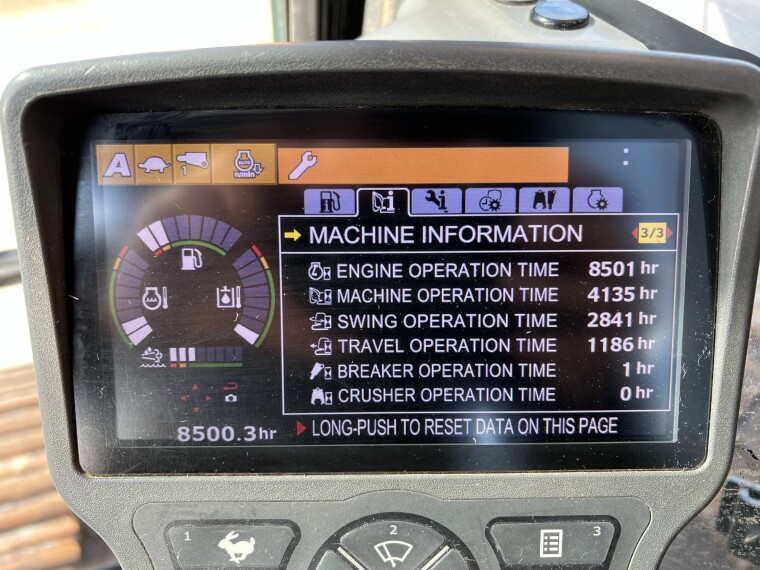 A
1
AUTO
n/min
MACHINE INFORMATION 3/3
ENGINE OPERATION TIME 8501 hr
MACHINE OPERATION TIME 4135 hr
SWING OPERATION TIME 2841 hr
TRAVEL OPERATION TIME 1186 hr
BREAKER OPERATION TIME 1 hr
CRUSHER OPERATION TIME 0 hr
8500.3hr
LONG-PUSH TO RESET DATA ON THIS PAGE
1
2
3